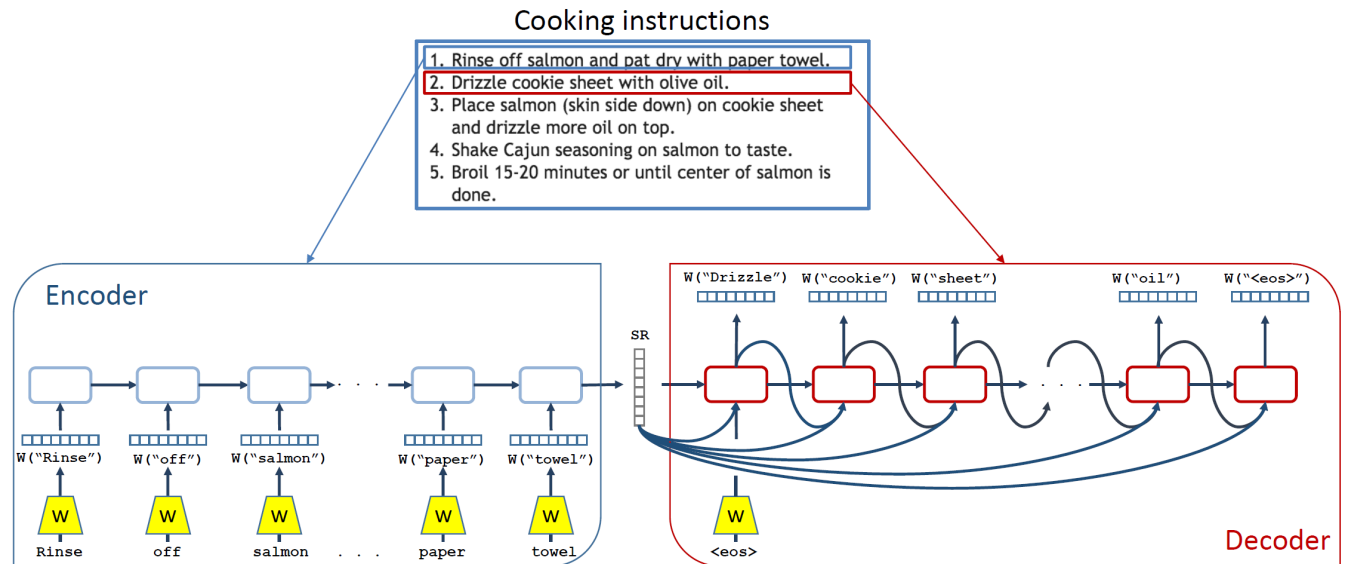 Cooking instructions
1. Rinse off salmon and pat dry with paper towel.
2. Drizzle cookie sheet with olive oil.
3. Place salmon (skin side down) on cookie sheet
and drizzle more oil on top.
4. Shake Cajun seasoning on salmon to taste.
5. Broil 15-20 minutes or until center of salmon is
done.
Encoder
W(“Drizzle”) W(“cookie”) W(“sheet”) W(“oil”) W(“<eos>”)
SR
. . . . . .
W(“Rinse”) W(“off”) W(“salmon”) W(“paper”) W(“towel”)
W W W W W W
Rinse off salmon . . . paper towel <eos>
Decoder